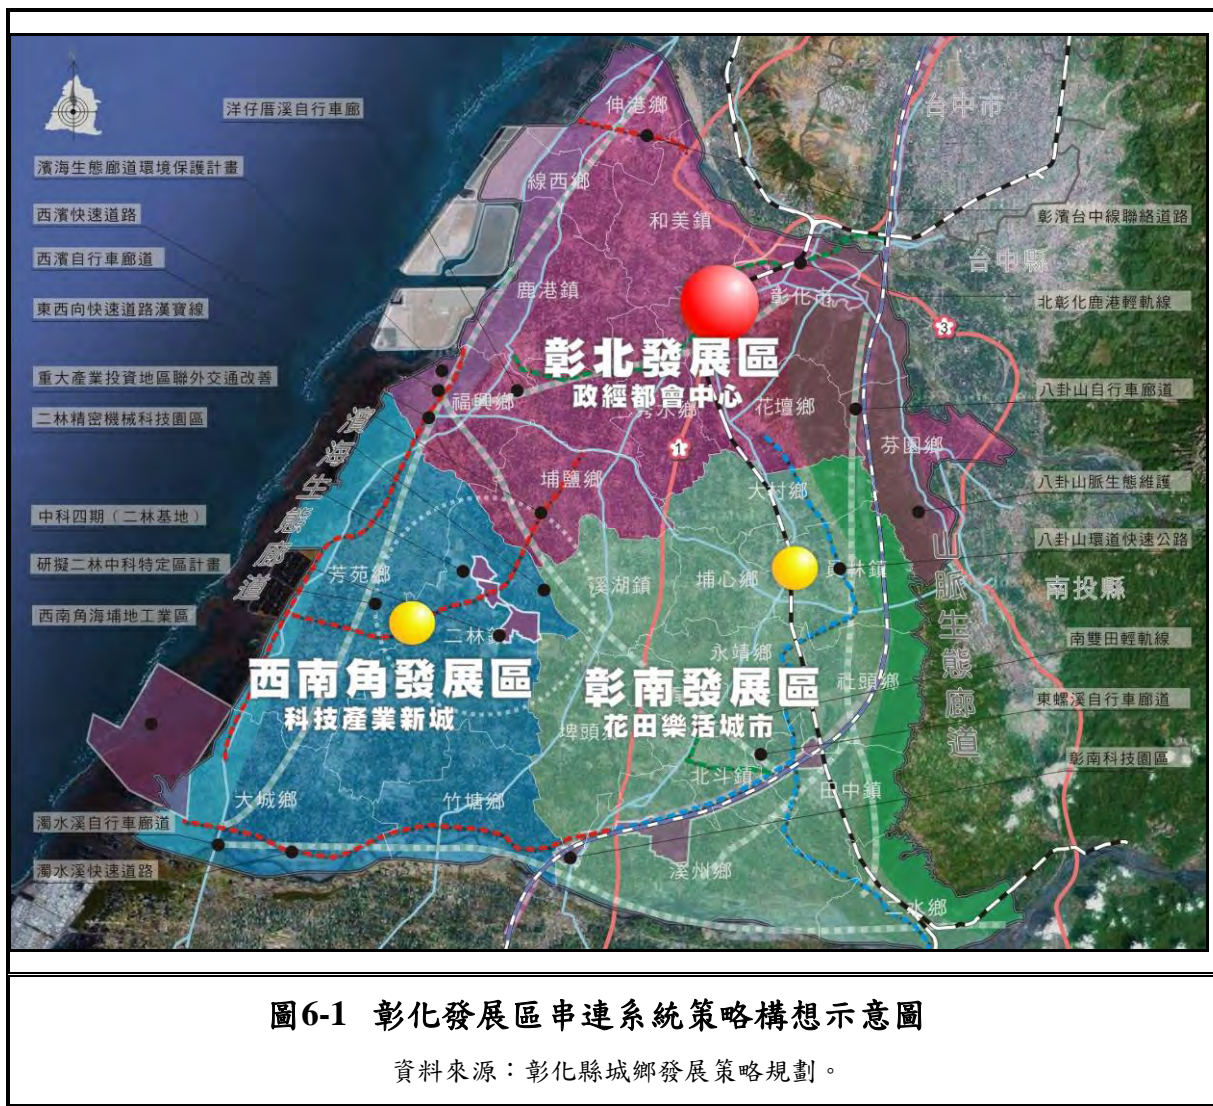 伸港鄉
台中市
洋仔厝溪自行車廊
濱海生態廊道環境保護計畫
線西鄉
西濱快速道路
和美鎮
彰濱台中線聯絡道路
西濱自行車廊道
台中縣
鹿港鎮
彰化市
東西向快速道路漢寶線
北彰化鹿港輕軌線
3
彰北發展區
政經都會中心
重大產業投資地區聯外交通改善
八卦山自行車廊道
福興鄉
秀水鄉
花壇鄉
二林精密機械科技園區
芬園鄉
1
濱海生態廊道
埔鹽鄉
大村鄉
八卦山脈生態維護
中科四期（二林基地）
八卦山環道快速公路
研擬二林中科特定區計畫
芳苑鄉
溪湖鎮
埔心鄉
員林鎮
山脈生態廊道
南投縣
西南角海埔地工業區
二林
南雙田輕軌線
永靖鄉
西南角發展區
科技產業新城
彰南發展區
花田樂活城市
社頭鄉
東螺溪自行車廊道
埤頭
彰南科技園區
北斗鎮
田中鎮
大城鄉
竹塘鄉
濁水溪自行車廊道
濁水溪快速道路
溪州鄉
二水鄉
圖6-1 彰化發展區串連系統策略構想示意圖
資料來源：彰化縣城鄉發展策略規劃。